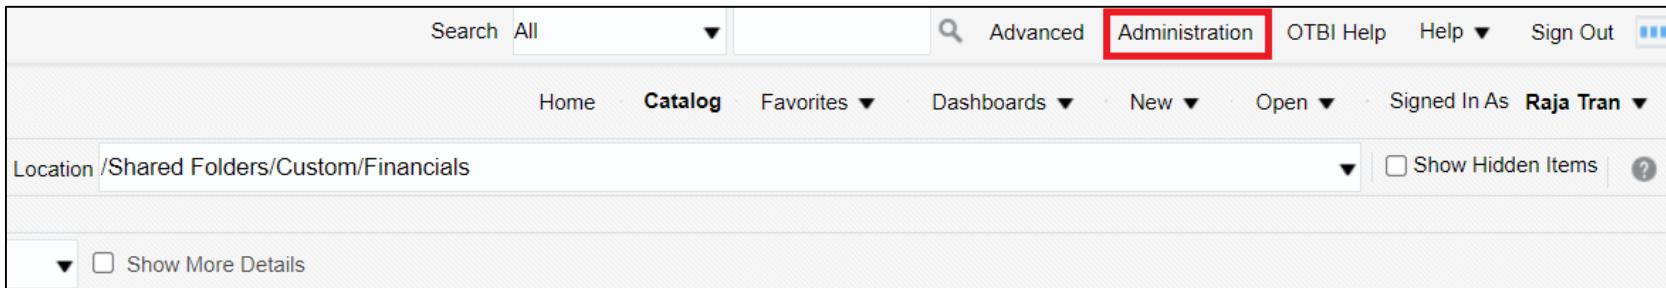 Search All Advanced Administration OTBI Help Help Sign Out
Home Catalog Favorites Dashboards New Open Signed In As Raja Tran
Location /Shared Folders/Custom/Financials Show Hidden Items ?
Show More Details